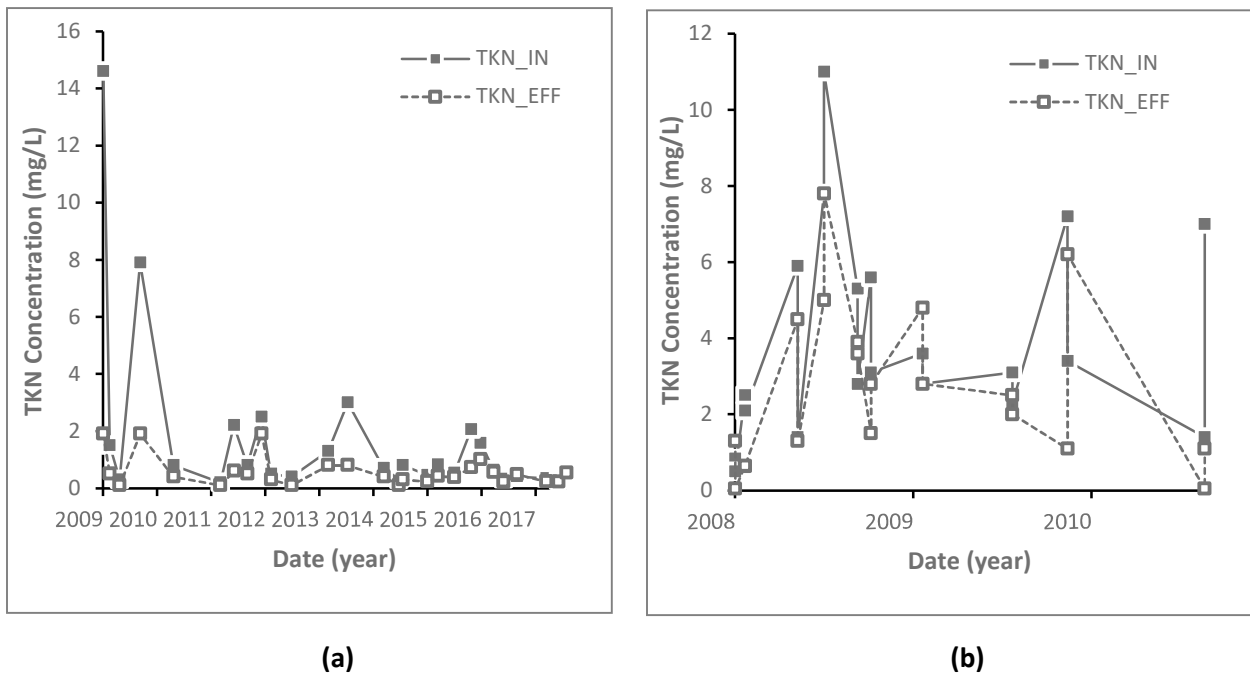 16
14
12
10
8
6
4
2
0
TKN Concentration (mg/L)
2009 2010 2011 2012 2013 2014 2015 2016 2017
Date (year)
TKN_IN
TKN_EFF
(a)
12
10
8
6
4
2
0
TKN Concentration (mg/L)
2008 2009 2010
Date (year)
TKN_IN
TKN_EFF
(b)